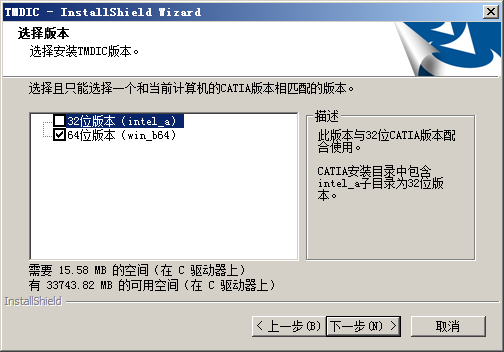 TMDIC - InstallShield Wizard
选择版本
选择安装TMDIC版本。
选择且只能选择一个和当前计算机的CATIA版本相匹配的版本。
32位版本（intel_a）
64位版本（win_b64）
描述
此版本与32位CATIA版本配
合使用。
CATIA安装目录中包含
intel_a子目录为32位版
本。
需要 15.58 MB 的空间（在 C 驱动器上）
有 33743.82 MB 的可用空间（在 C 驱动器上）
InstallShield
< 上一步(B)
下一步(N) >
取消